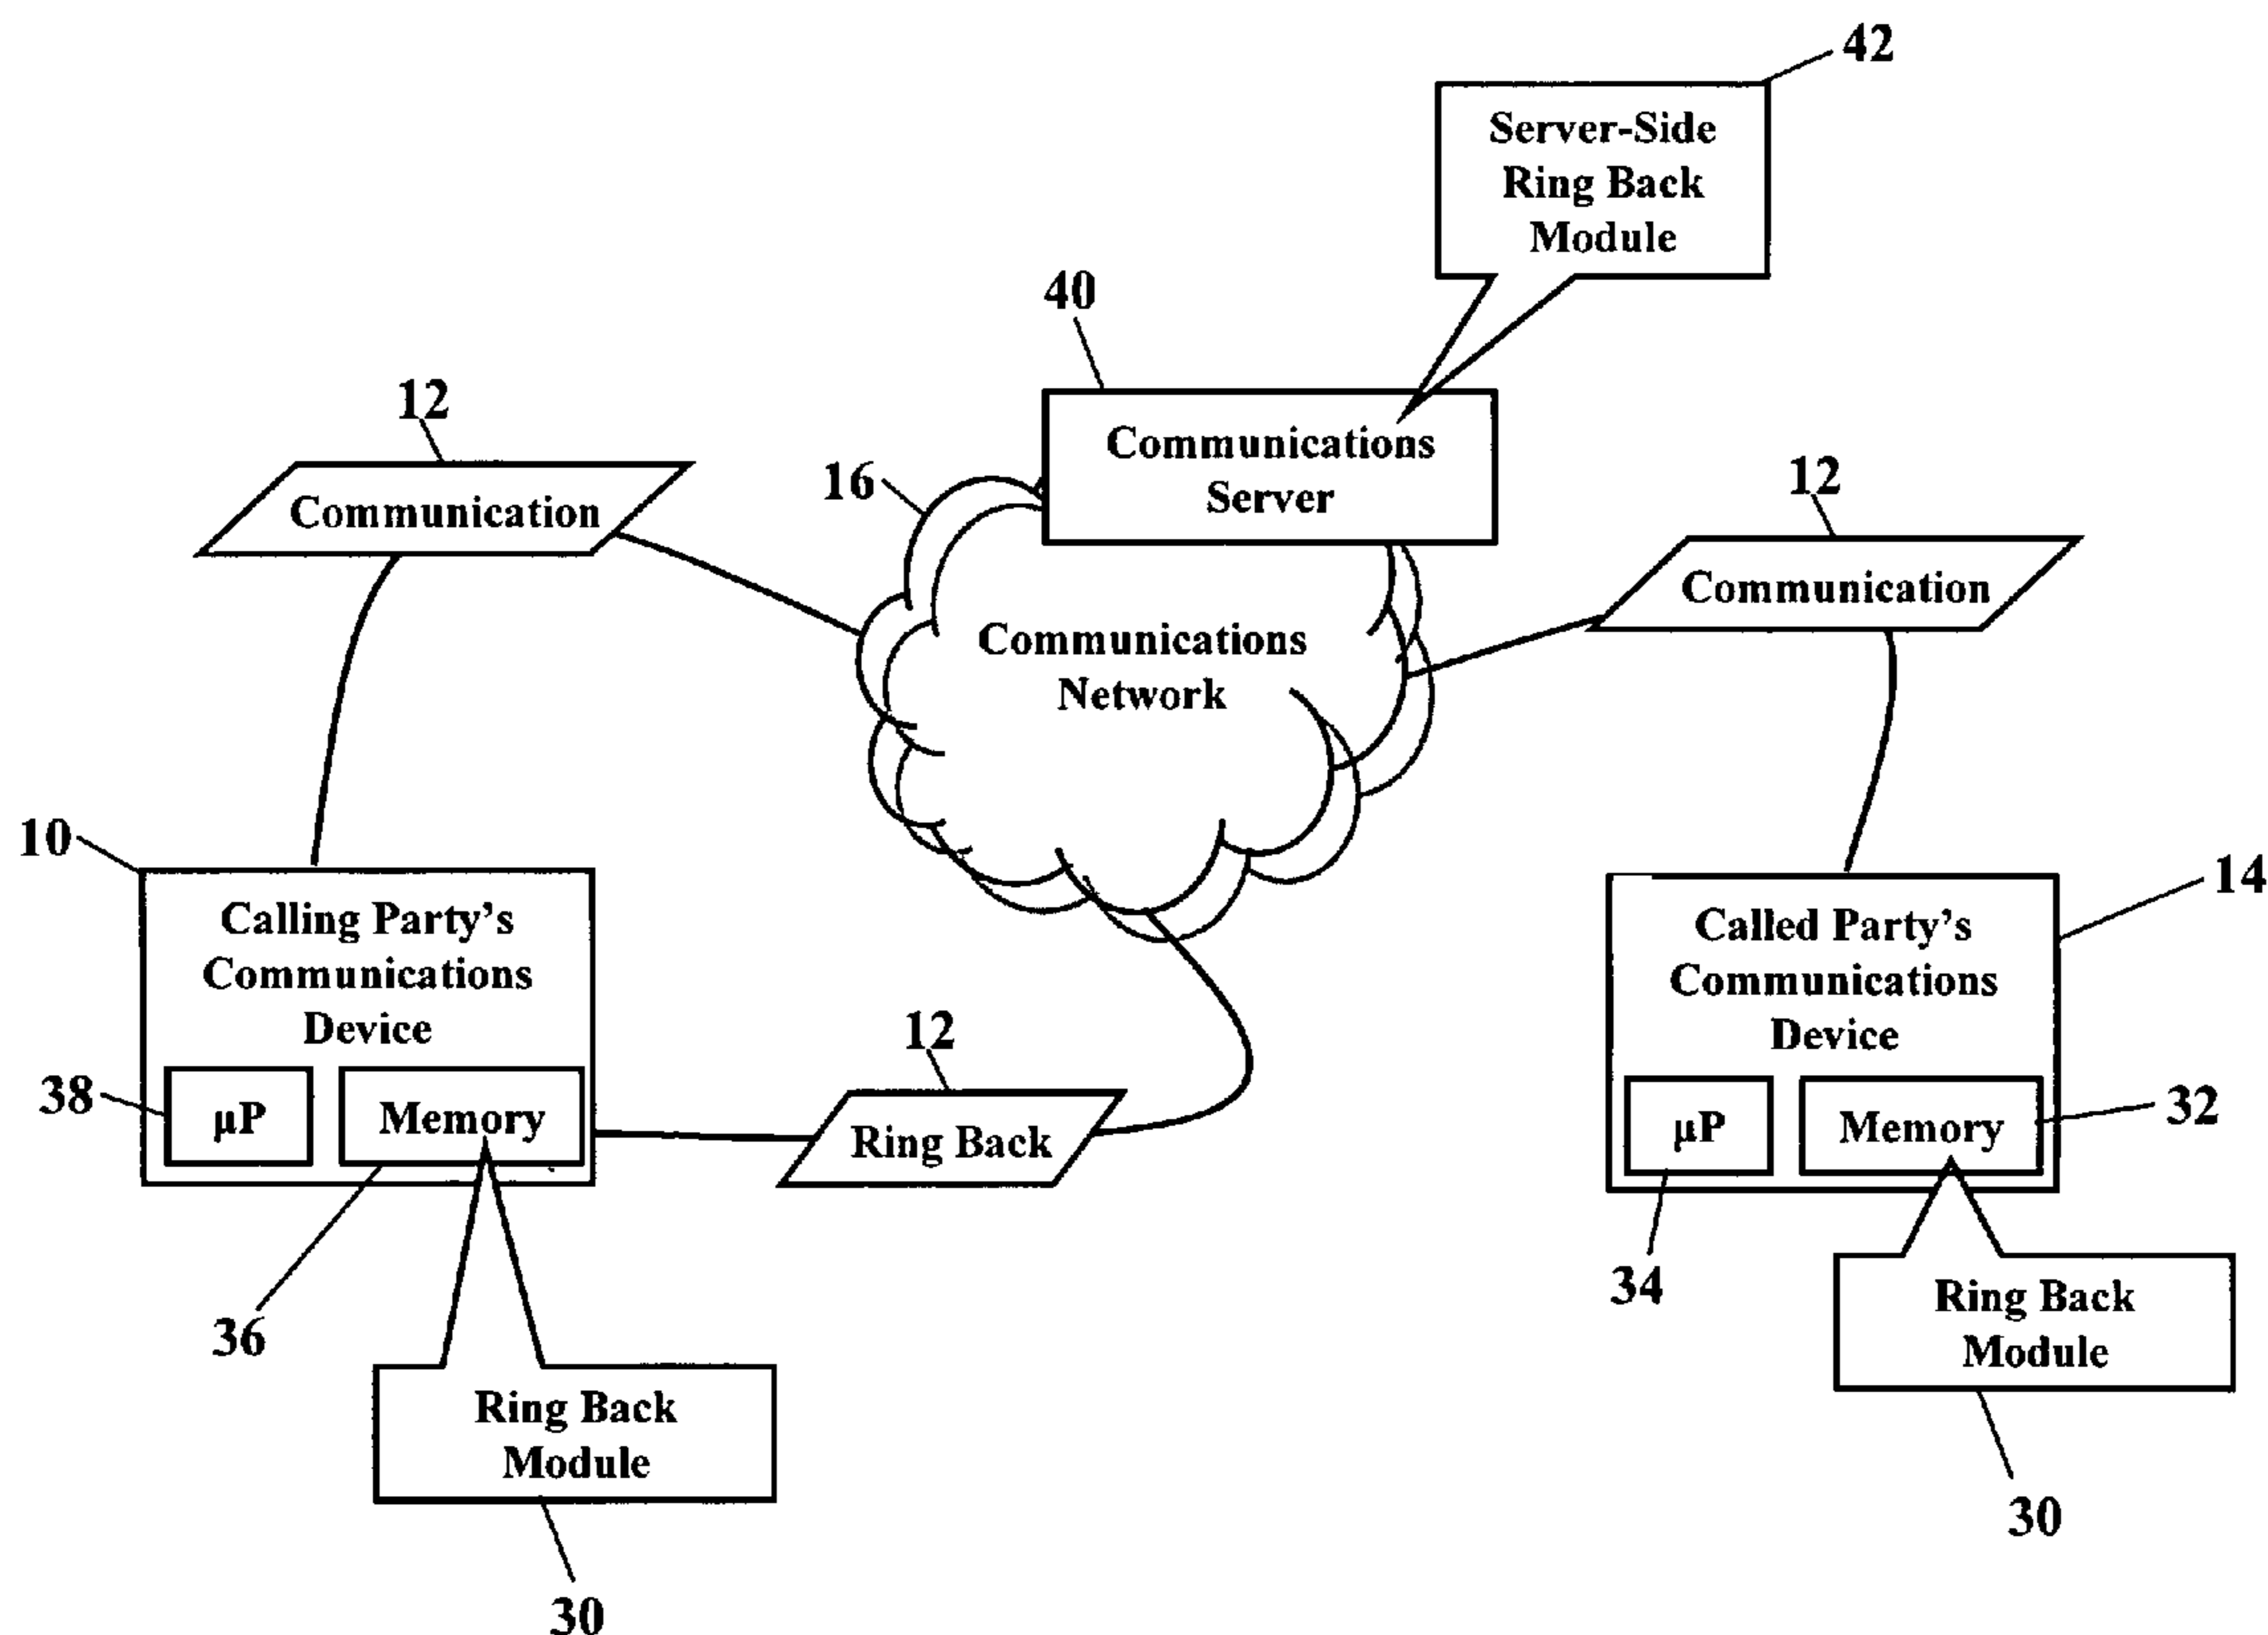 42
Server-Side
Ring Back
Module
40
12
Communication
16
Communications
Server
12
Communication
Communications
Network
10
Calling Party's
Communications
Device
38
µP
Memory
36
12
Ring Back
14
Called Party's
Communications
Device
µP
Memory
32
34
Ring Back
Module
30
Ring Back
Module
30